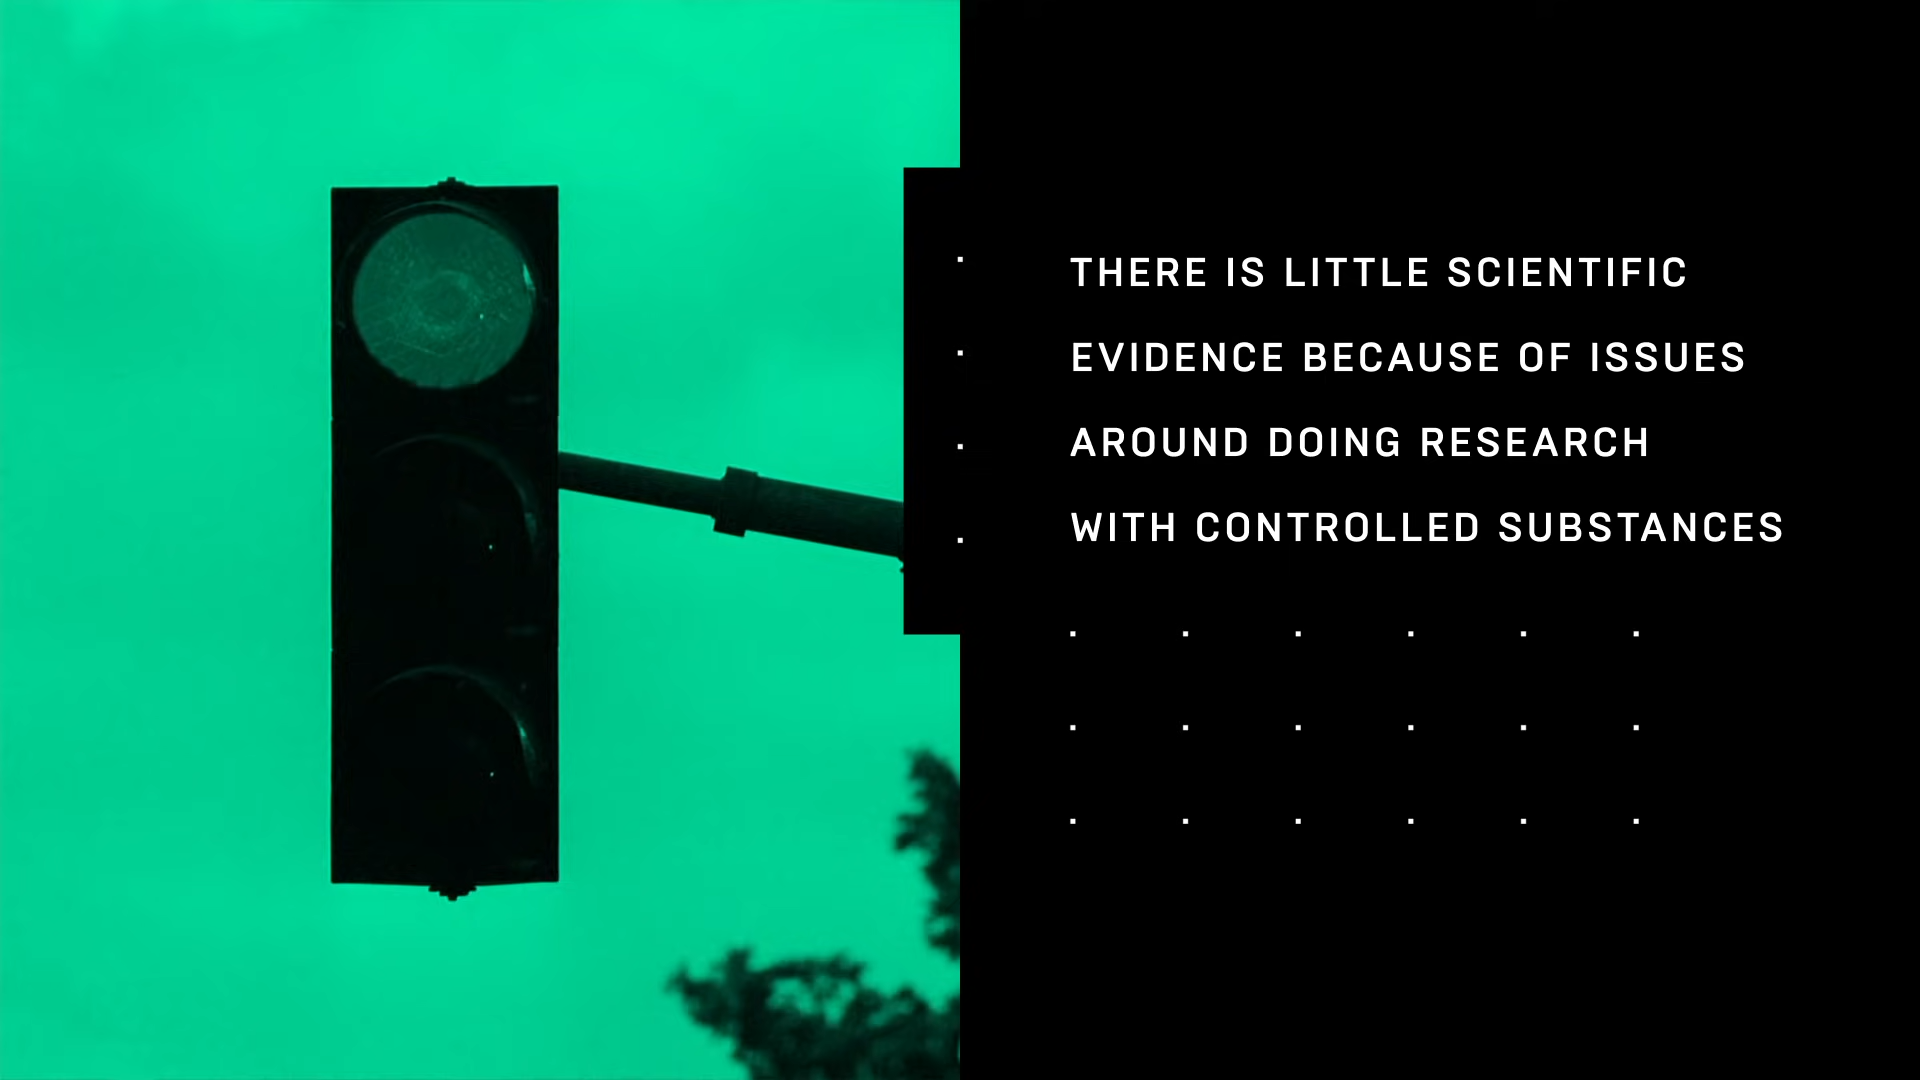 THERE IS LITTLE SCIENTIFIC
EVIDENCE BECAUSE OF ISSUES
AROUND DOING RESEARCH
WITH CONTROLLED SUBSTANCES